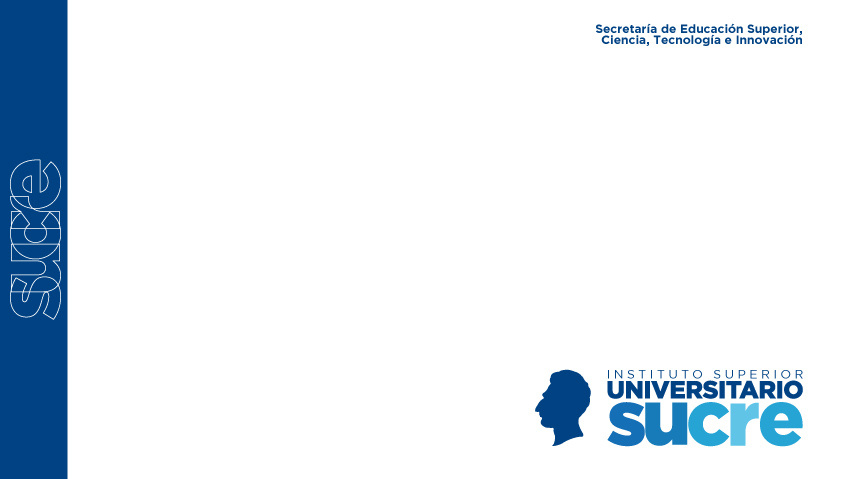 Secretaría de Educación Superior,
Ciencia, Tecnología e Innovación
sucre
INSTITUTO SUPERIOR
UNIVERSITARIO
sucre